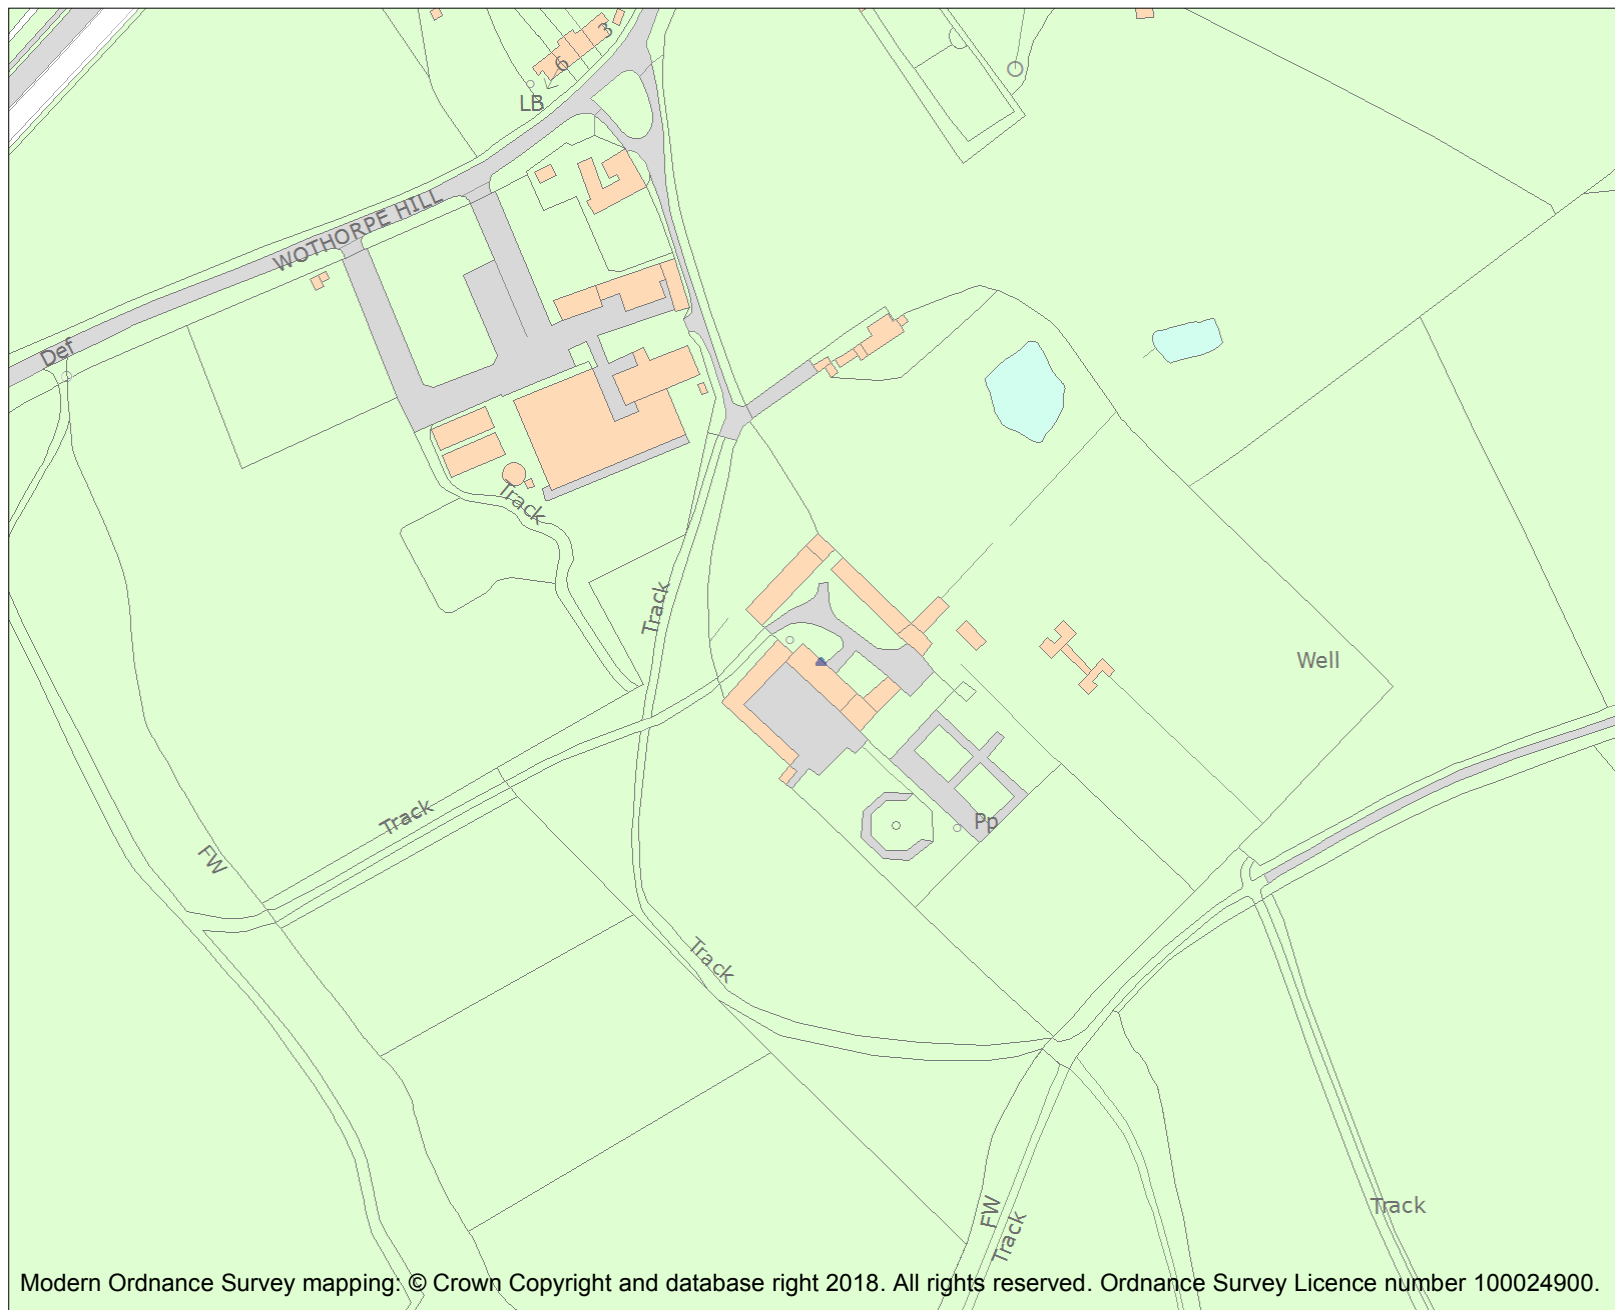 3
6
LB
WOTHORPE HILL
Def
Track
Track
Well
Track
Pp
FW
Track
FW
Track
Track
Modern Ordnance Survey mapping: © Crown Copyright and database right 2018. All rights reserved. Ordnance Survey Licence number 100024900.